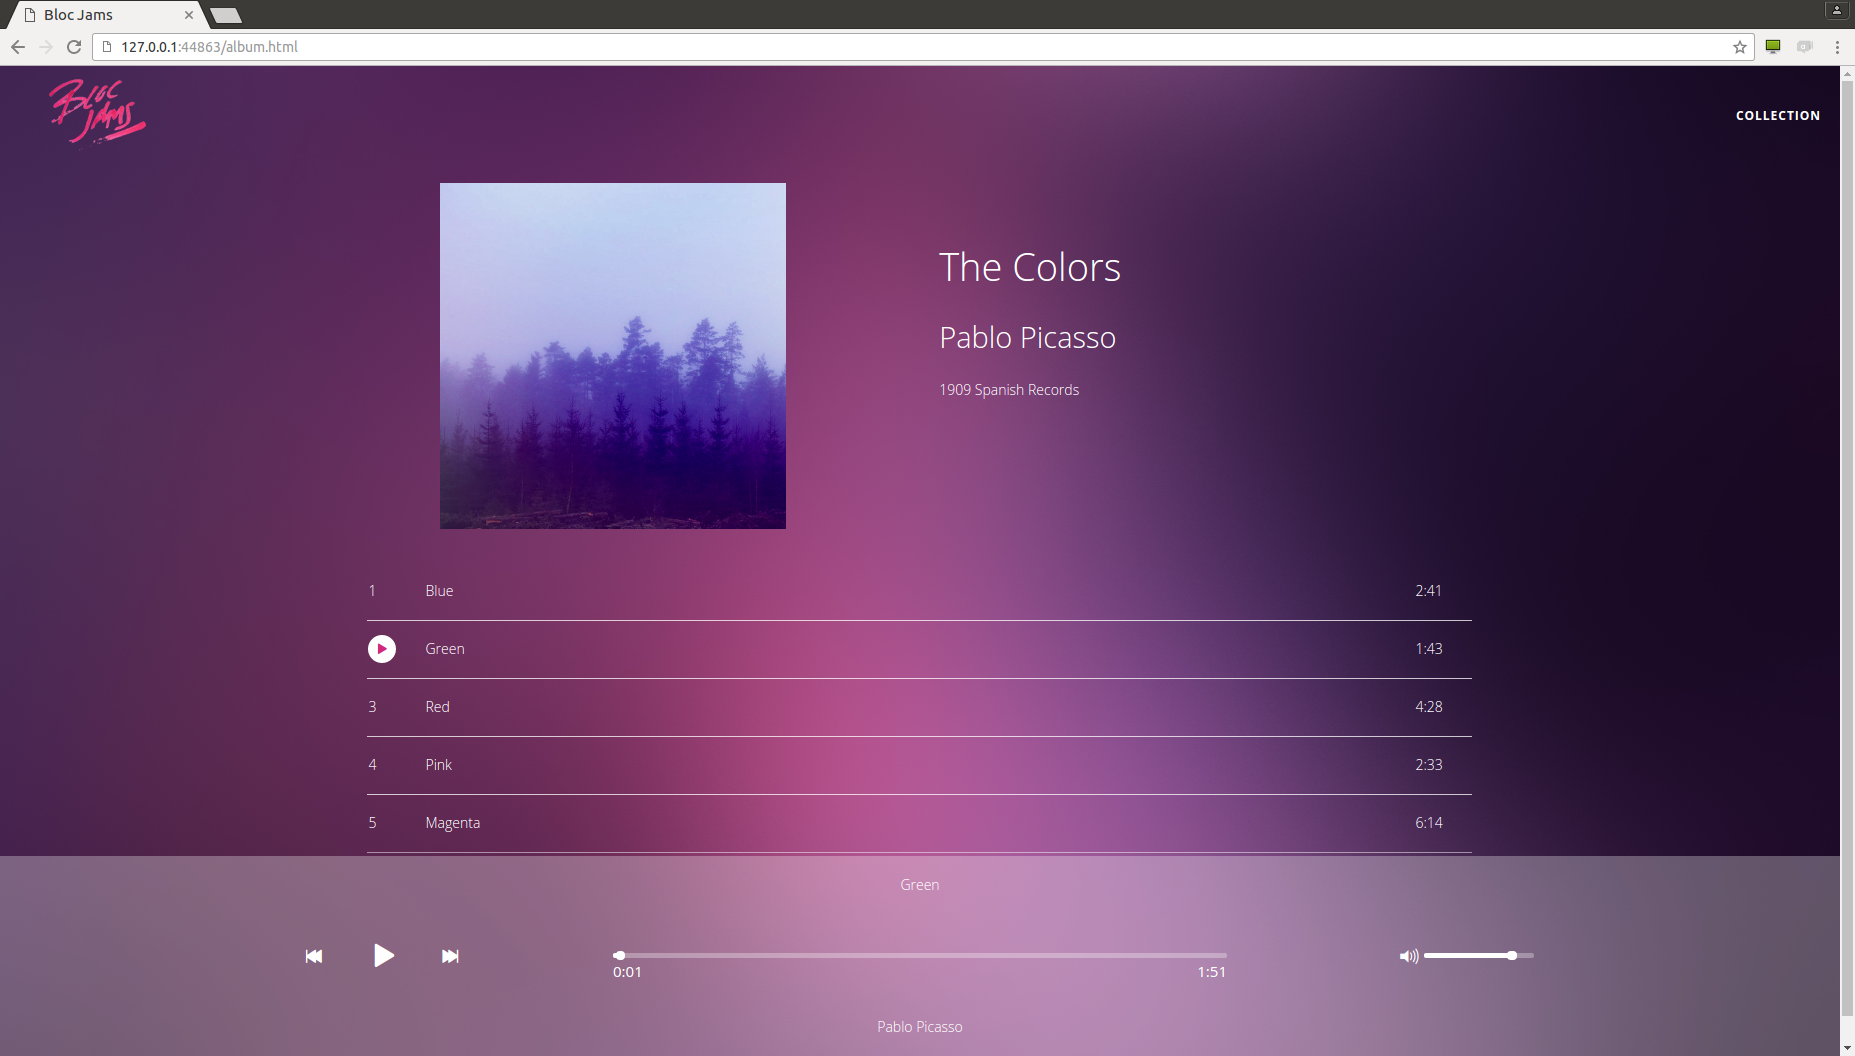 Bloc Jams
127.0.0.1:44863/album.html
BLOC
JAMS
COLLECTION
The Colors
Pablo Picasso
1909 Spanish Records
1 Blue 2:41
Green 1:43
3 Red 4:28
4 Pink 2:33
5 Magenta 6:14
Green
0:01 1:51
Pablo Picasso